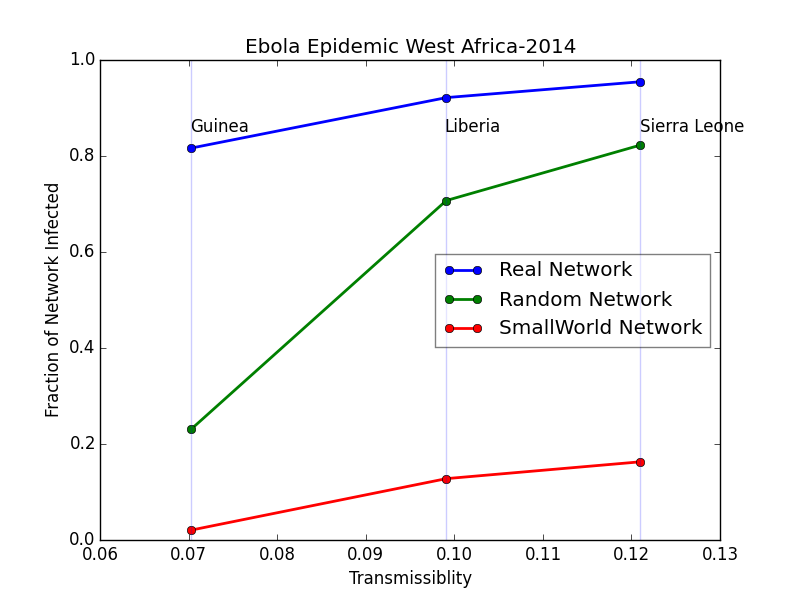 Ebola Epidemic West Africa-2014
1.0
0.8
0.6
0.4
0.2
0.0
Fraction of Network Infected
Guinea
Liberia
Sierra Leone
Real Network
Random Network
SmallWorld Network
0.06
0.07
0.08
0.09
0.10
0.11
0.12
0.13
Transmissiblity